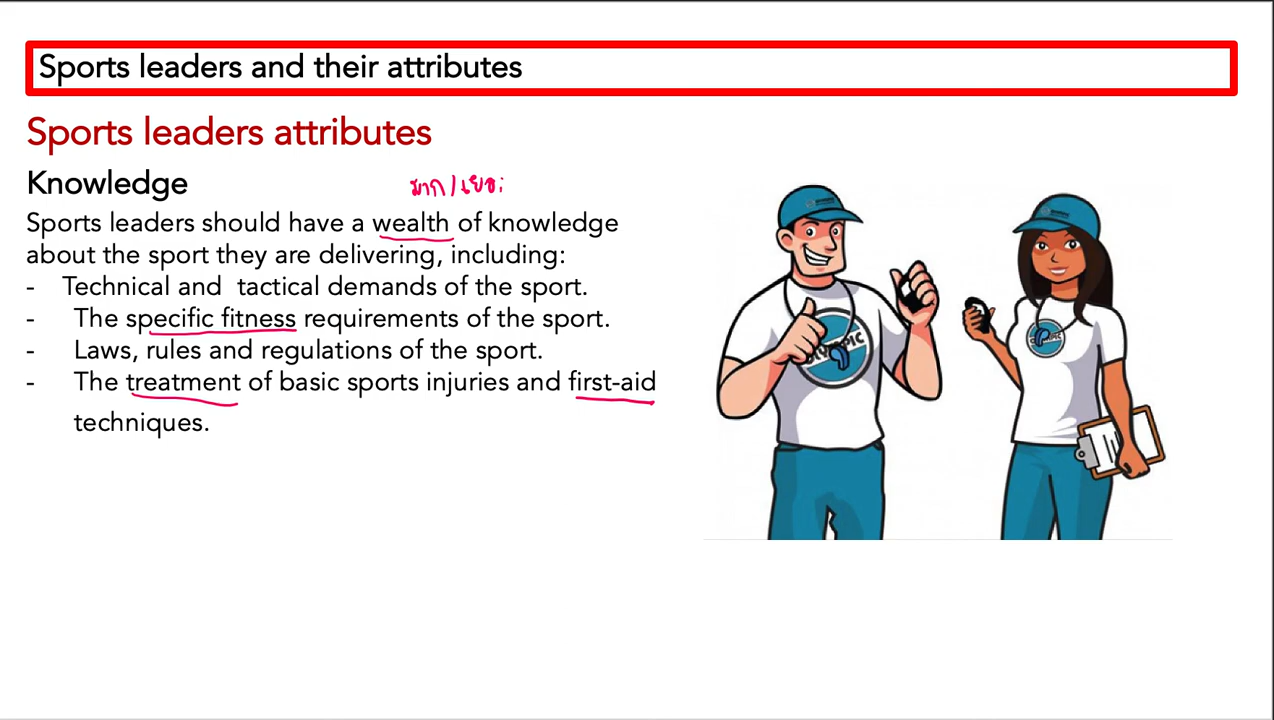 Sports leaders and their attributes
Sports leaders attributes
Knowledge
มาก/เยอะ
Sports leaders should have a wealth of knowledge
about the sport they are delivering, including:
- Technical and tactical demands of the sport.
- The specific fitness requirements of the sport.
- Laws, rules and regulations of the sport.
- The treatment of basic sports injuries and first-aid
techniques.
OLYMPIC